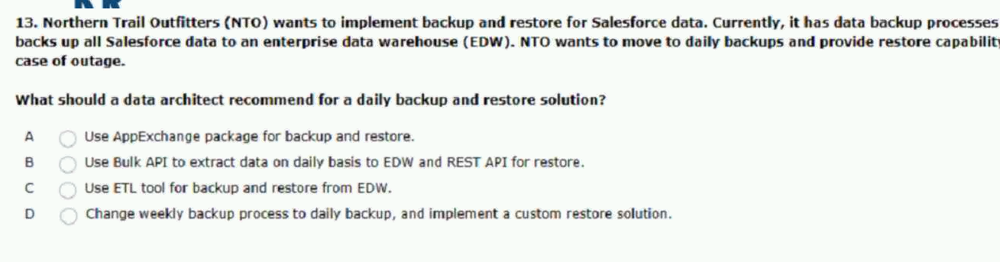 13. Northern Trail Outfitters (NTO) wants to implement backup and restore for Salesforce data. Currently, it has data backup processes
backs up all Salesforce data to an enterprise data warehouse (EDW). NTO wants to move to daily backups and provide restore capability
case of outage.
What should a data architect recommend for a daily backup and restore solution?
A Use AppExchange package for backup and restore.
B Use Bulk API to extract data on daily basis to EDW and REST API for restore.
C Use ETL tool for backup and restore from EDW.
D Change weekly backup process to daily backup, and implement a custom restore solution.